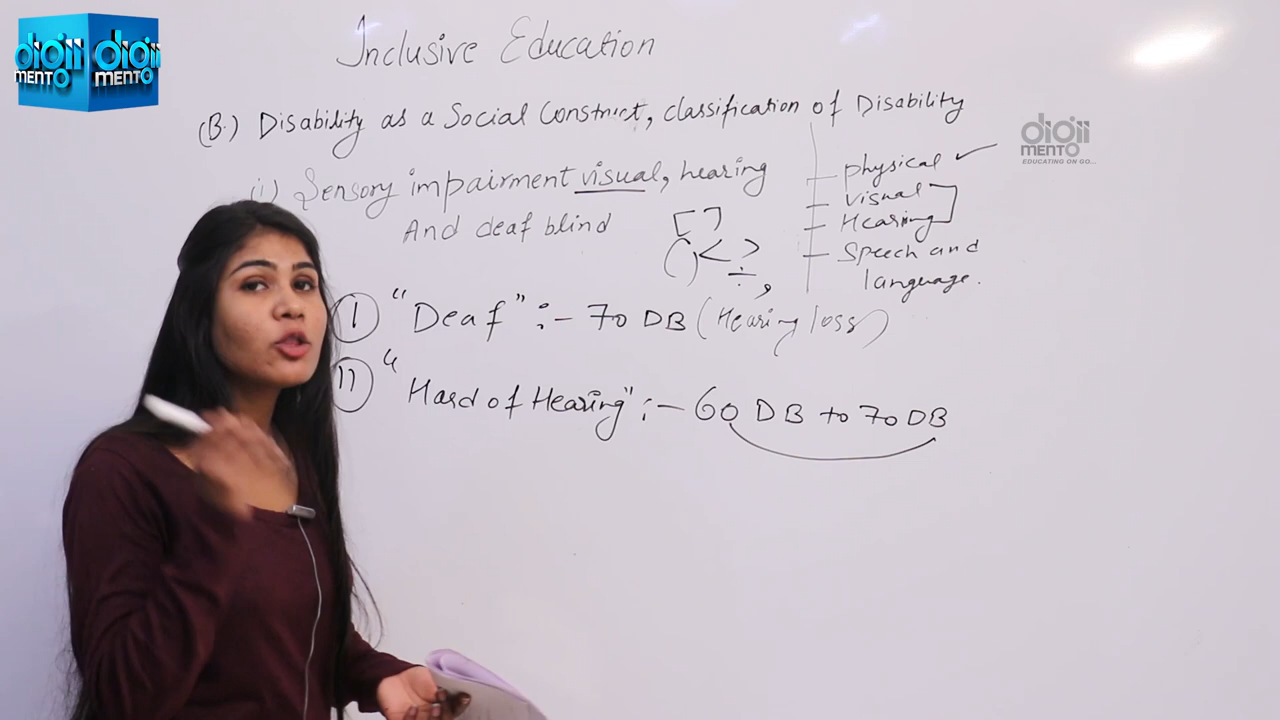 digii MENTO
digii MENTO
Inclusive Education
(B.) Disability as a Social Construct, classification of Disability
digii MENTO
EDUCATING ON GO...
(i) Sensory impairment visual, hearing
And deaf blind
physical ✓
visual
Hearing
Speech and
language.
[ ]
( ) < >
÷ ,
(I) "Deaf" :- 70 DB (Hearing loss)
(II) "Hard of Hearing" :- 60 DB to 70 DB